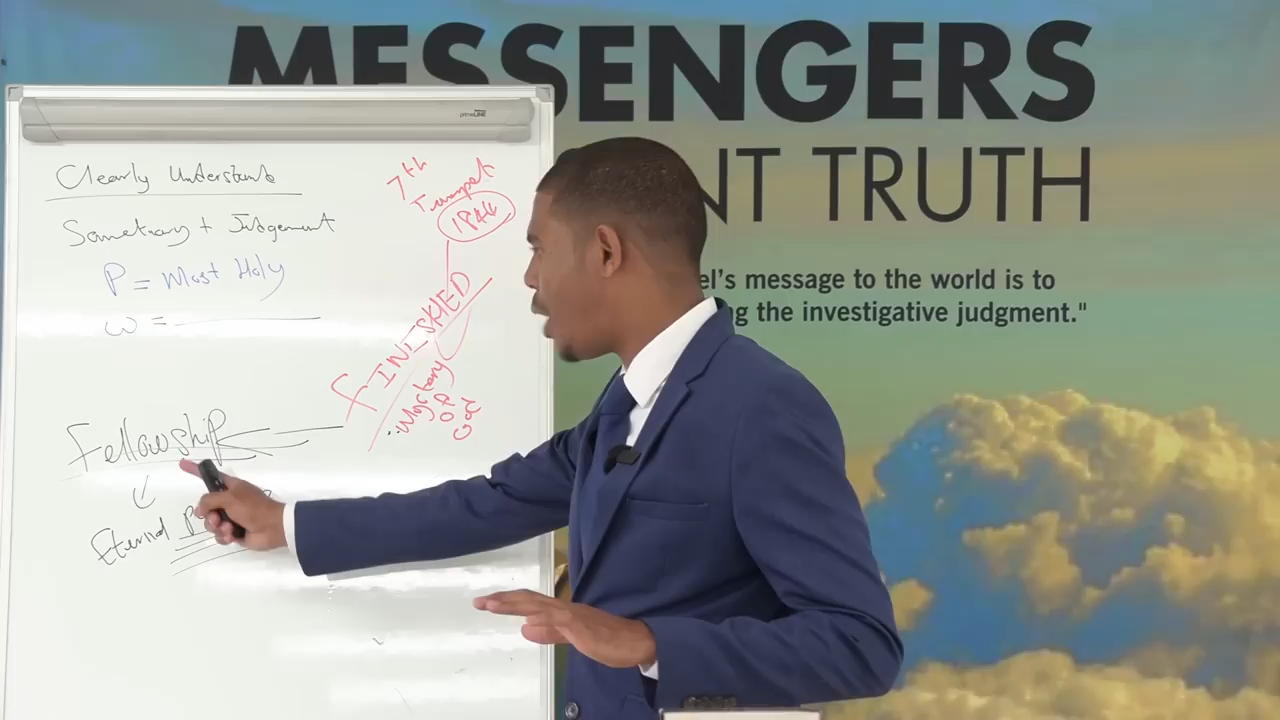 MESSENGERS
NT TRUTH
el's message to the world is to
g the investigative judgment."
primeLINE
Clearly Understand
Sanctuary + Judgement
P = Most Holy
W =
7th
Trumpet
1844
FINISHED
Mystery
OF
God
Fellowship
Eternal